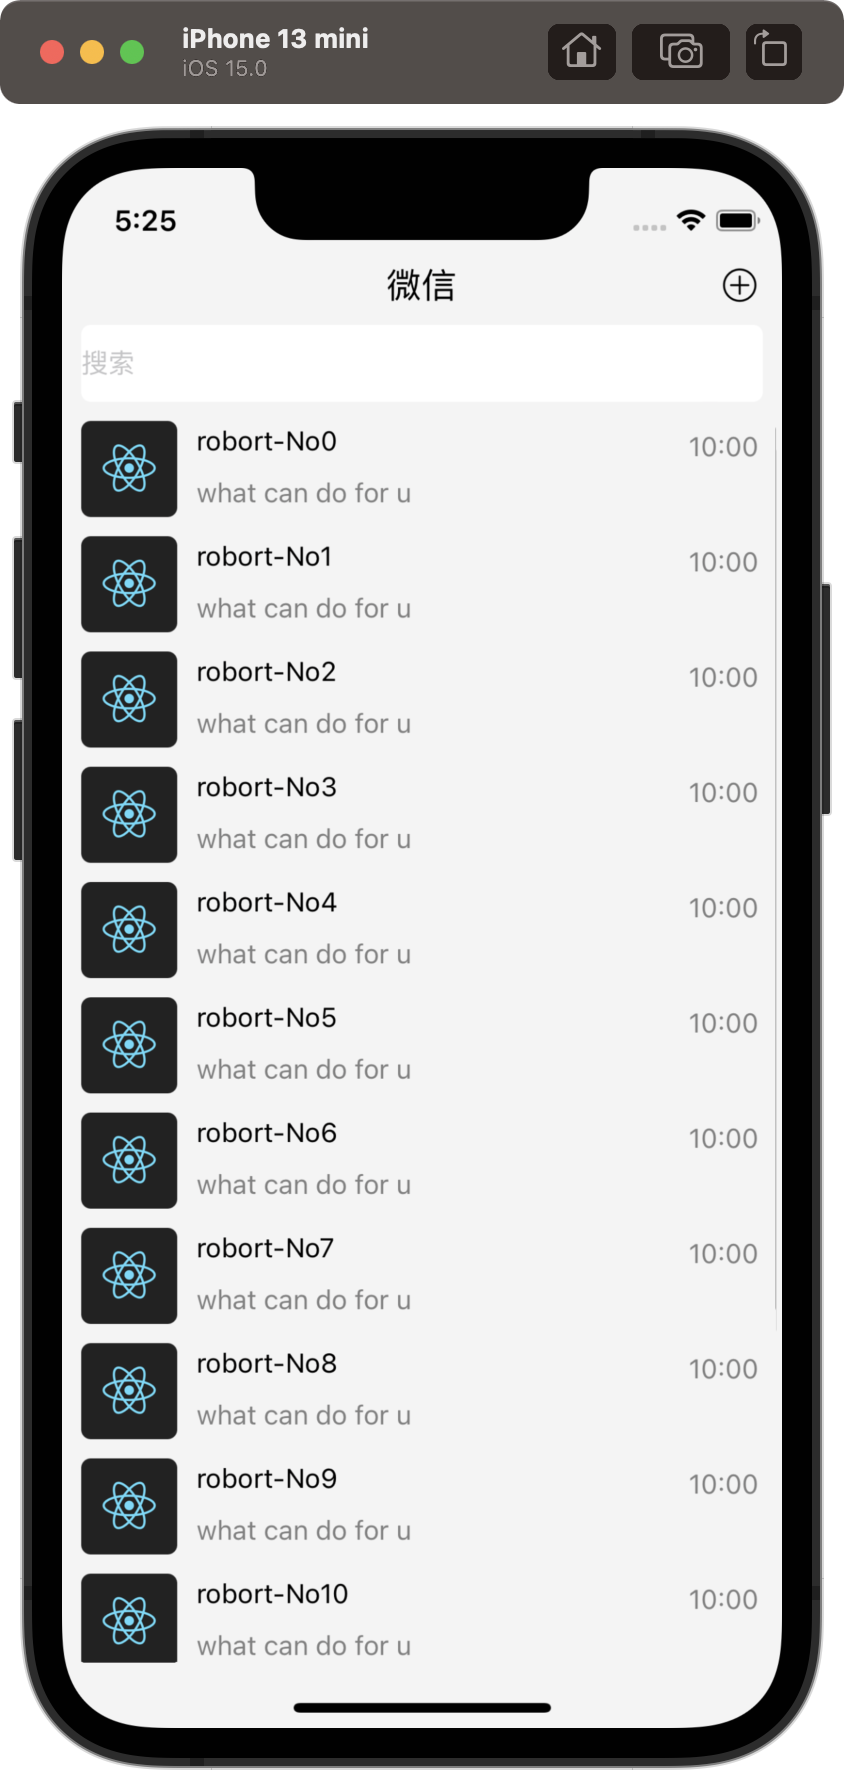 iPhone 13 mini
iOS 15.0
5:25
微信
搜索
robort-No0
10:00
what can do for u
robort-No1
10:00
what can do for u
robort-No2
10:00
what can do for u
robort-No3
10:00
what can do for u
robort-No4
10:00
what can do for u
robort-No5
10:00
what can do for u
robort-No6
10:00
what can do for u
robort-No7
10:00
what can do for u
robort-No8
10:00
what can do for u
robort-No9
10:00
what can do for u
robort-No10
10:00
what can do for u